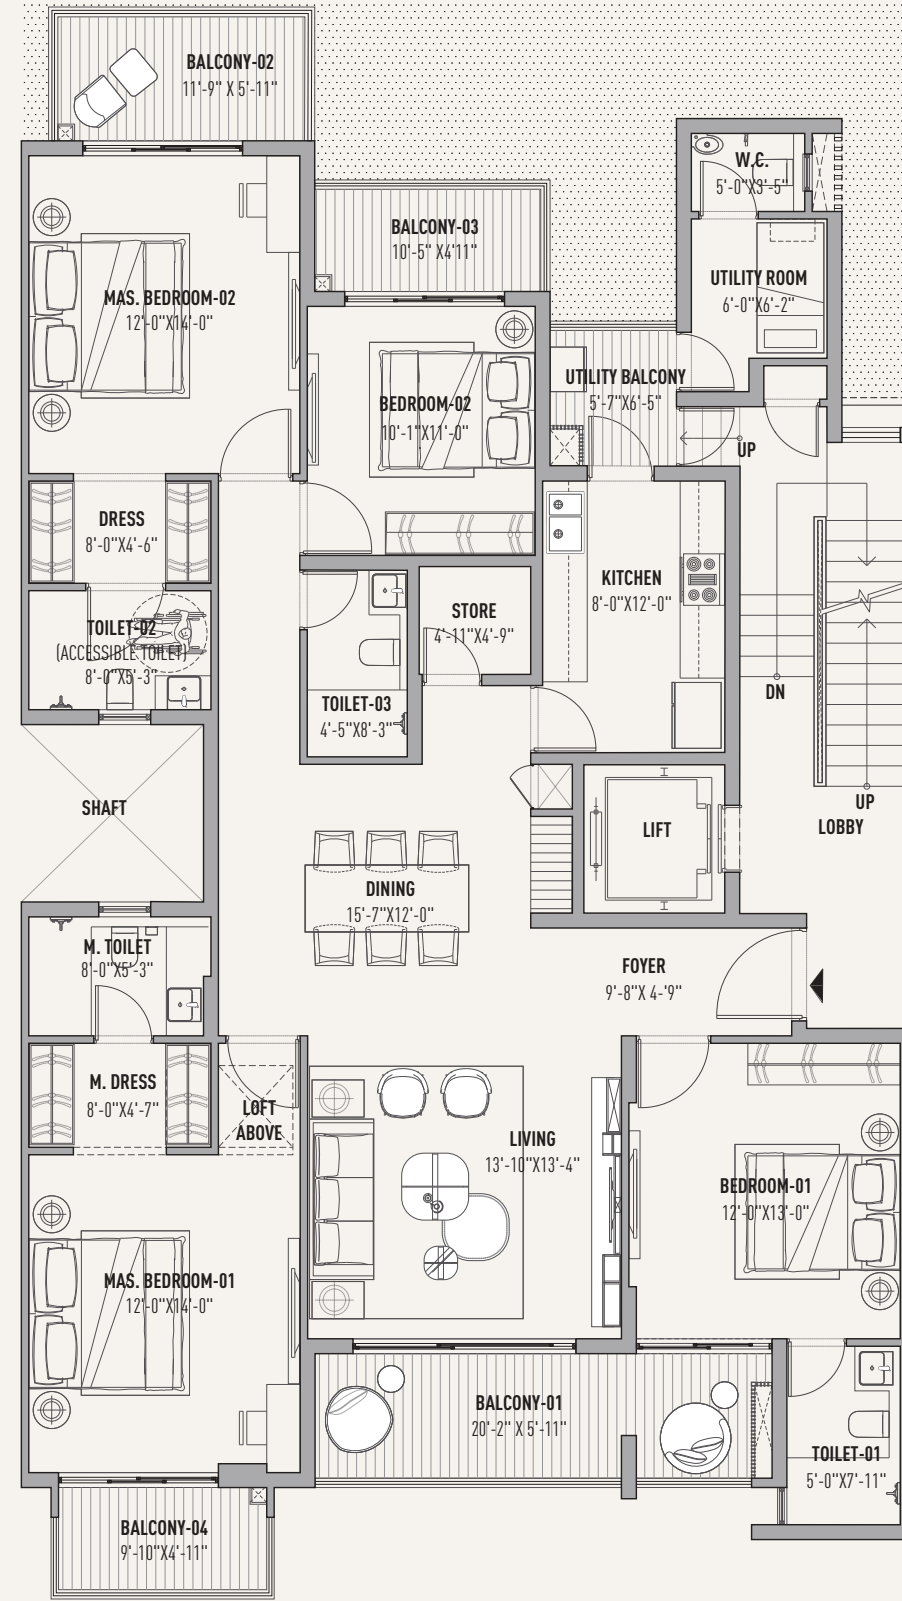 BALCONY-02
11'-9" X 5'-11"
W.C.
5'-0"X3'-5"
BALCONY-03
10'-5" X4'11"
UTILITY ROOM
6'-0"X6'-2"
MAS. BEDROOM-02
12'-0"X14'-0"
UTILITY BALCONY
5'-7"X6'-5"
BEDROOM-02
10'-1"X11'-0"
UP
DRESS
8'-0"X4'-6"
KITCHEN
8'-0"X12'-0"
STORE
4'-11"X4'-9"
TOILET-02
(ACCESSIBLE TOILET)
8'-0"X5'-3"
DN
TOILET-03
4'-5"X8'-3"
SHAFT
UP
LOBBY
LIFT
DINING
15'-7"X12'-0"
M. TOILET
8'-0"X5'-3"
FOYER
9'-8"X 4-'9"
M. DRESS
8'-0"X4'-7"
LOFT
ABOVE
LIVING
13'-10"X13'-4"
BEDROOM-01
12'-0"X13'-0"
MAS. BEDROOM-01
12'-0"X14'-0"
BALCONY-01
20'-2" X 5'-11"
TOILET-01
5'-0"X7'-11"
BALCONY-04
9'-10"X4'-11"